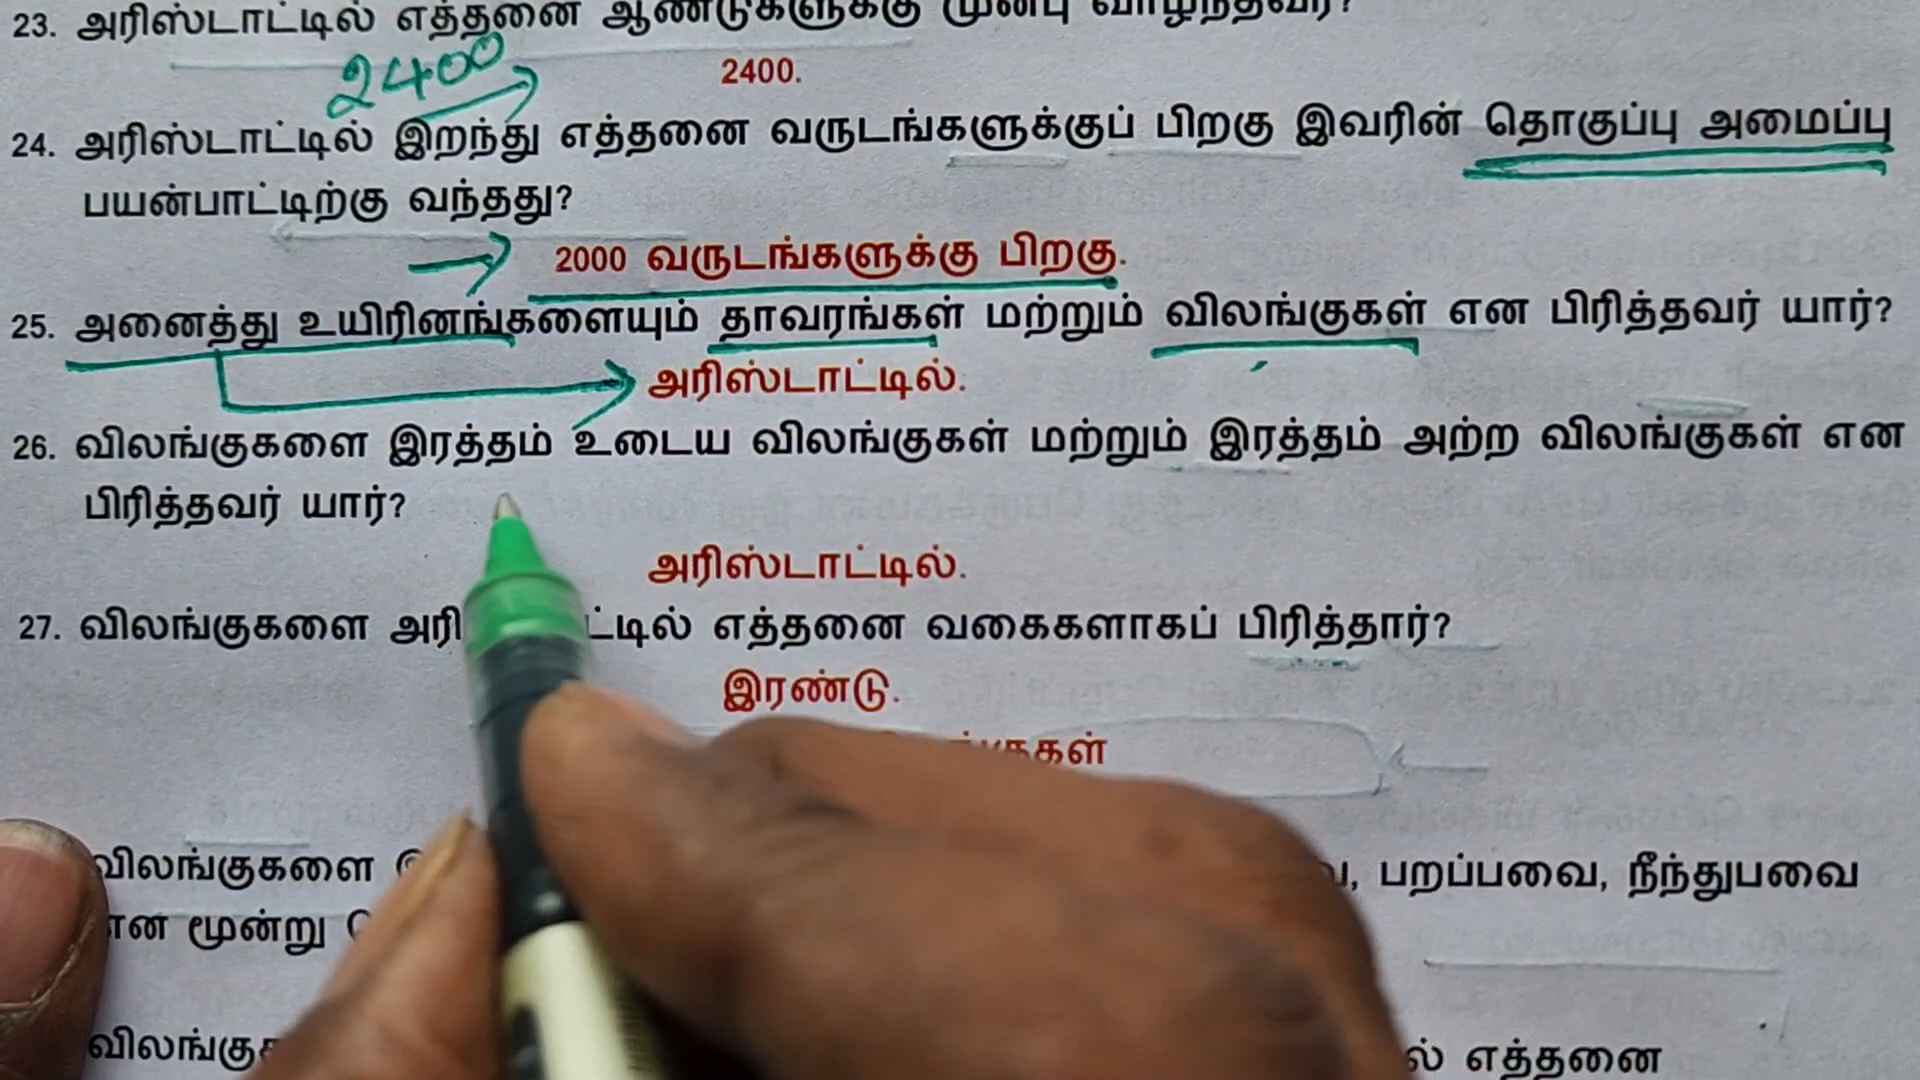 23. அரிஸ்டாட்டில் எத்தனை ஆண்டுகளுக்கு முன்பு வாழ்ந்தவர்?
2400
2400.
24. அரிஸ்டாட்டில் இறந்து எத்தனை வருடங்களுக்குப் பிறகு இவரின் தொகுப்பு அமைப்பு
பயன்பாட்டிற்கு வந்தது?
2000 வருடங்களுக்கு பிறகு.
25. அனைத்து உயிரினங்களையும் தாவரங்கள் மற்றும் விலங்குகள் என பிரித்தவர் யார்?
அரிஸ்டாட்டில்.
26. விலங்குகளை இரத்தம் உடைய விலங்குகள் மற்றும் இரத்தம் அற்ற விலங்குகள் என
பிரித்தவர் யார்?
அரிஸ்டாட்டில்.
27. விலங்குகளை எத்தனை வகைகளாகப் பிரித்தார்?
இரண்டு.
விலங்குகளை பறப்பவை, நீந்துபவை
என மூன்று
எத்தனை